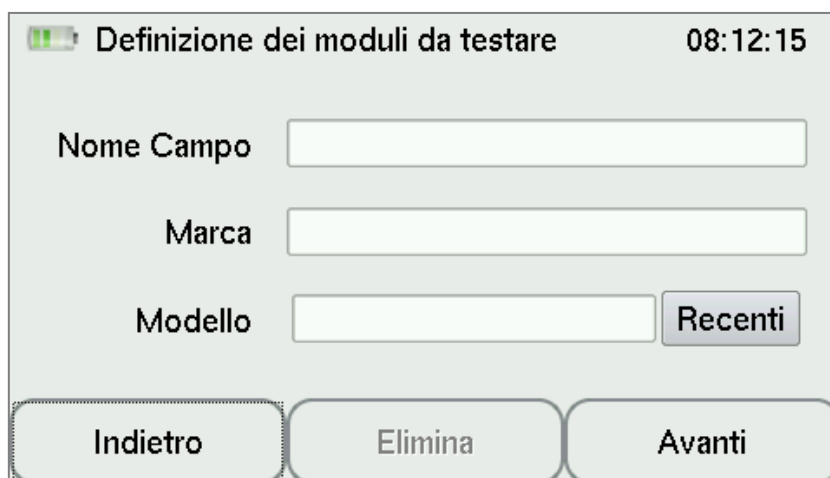 Definizione dei moduli da testare 08:12:15
Nome Campo
Marca
Modello Recenti
Indietro Elimina Avanti